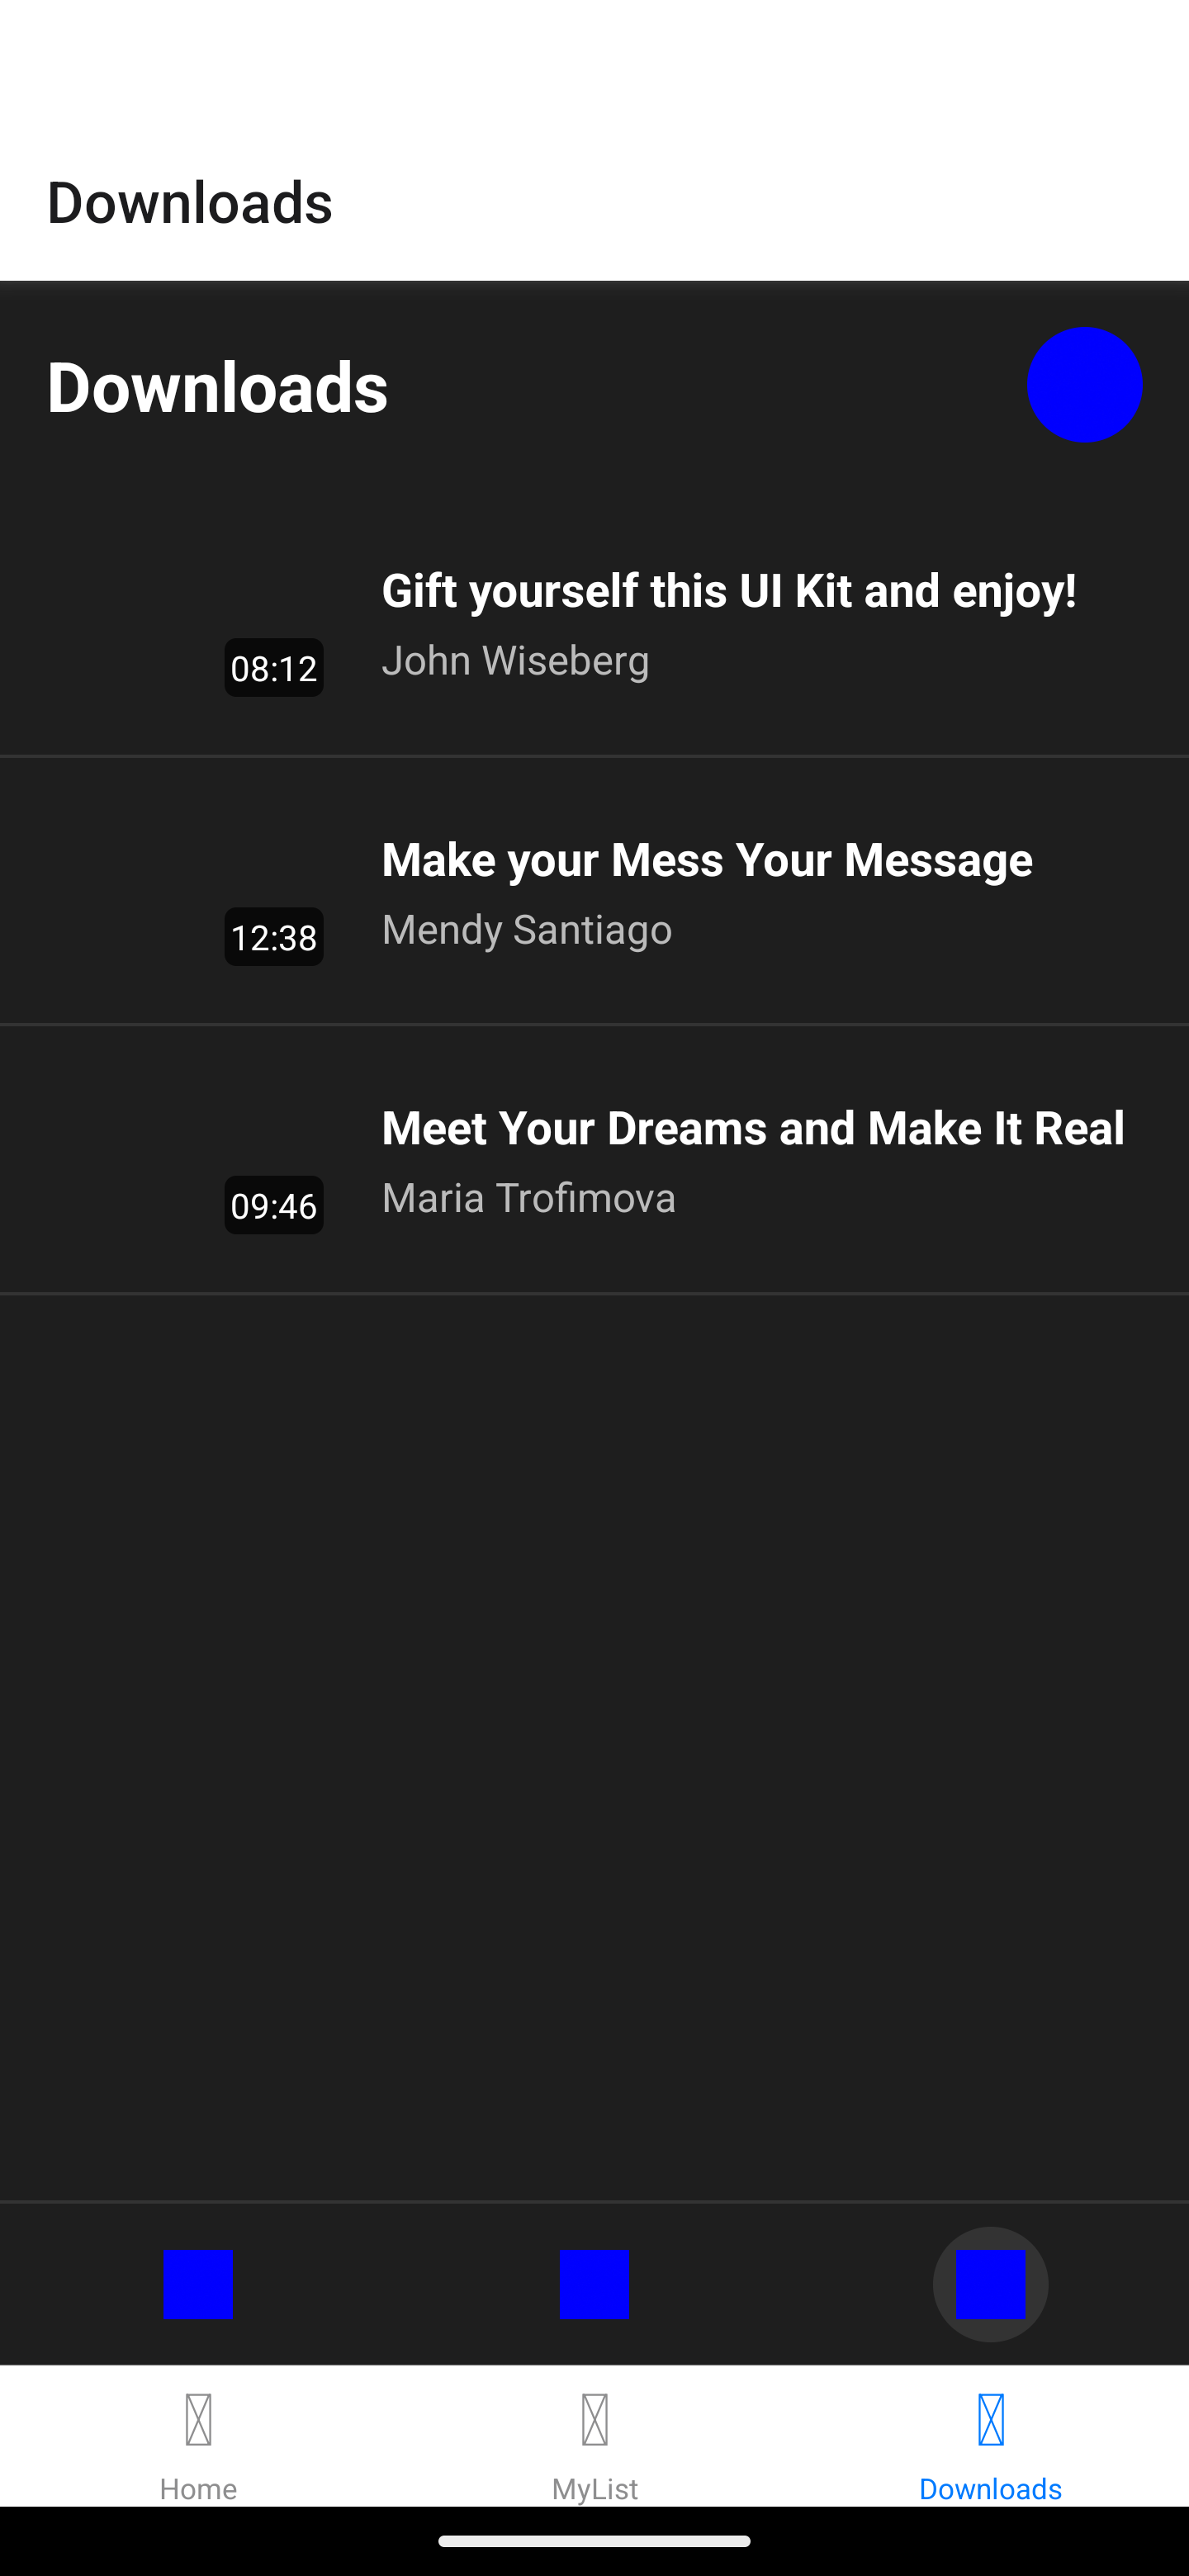 Downloads
Downloads
Gift yourself this UI Kit and enjoy!
John Wiseberg
08:12
Make your Mess Your Message
Mendy Santiago
12:38
Meet Your Dreams and Make It Real
Maria Trofimova
09:46
Home
MyList
Downloads